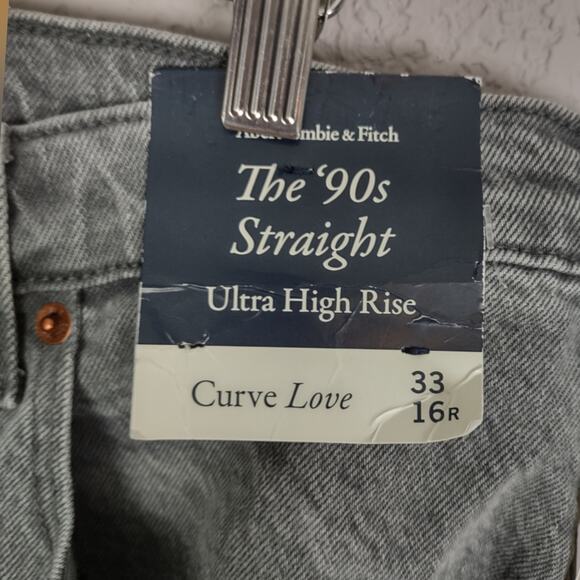 Abercrombie & Fitch
The ‘90s
Straight
Ultra High Rise
Curve Love
33
16R